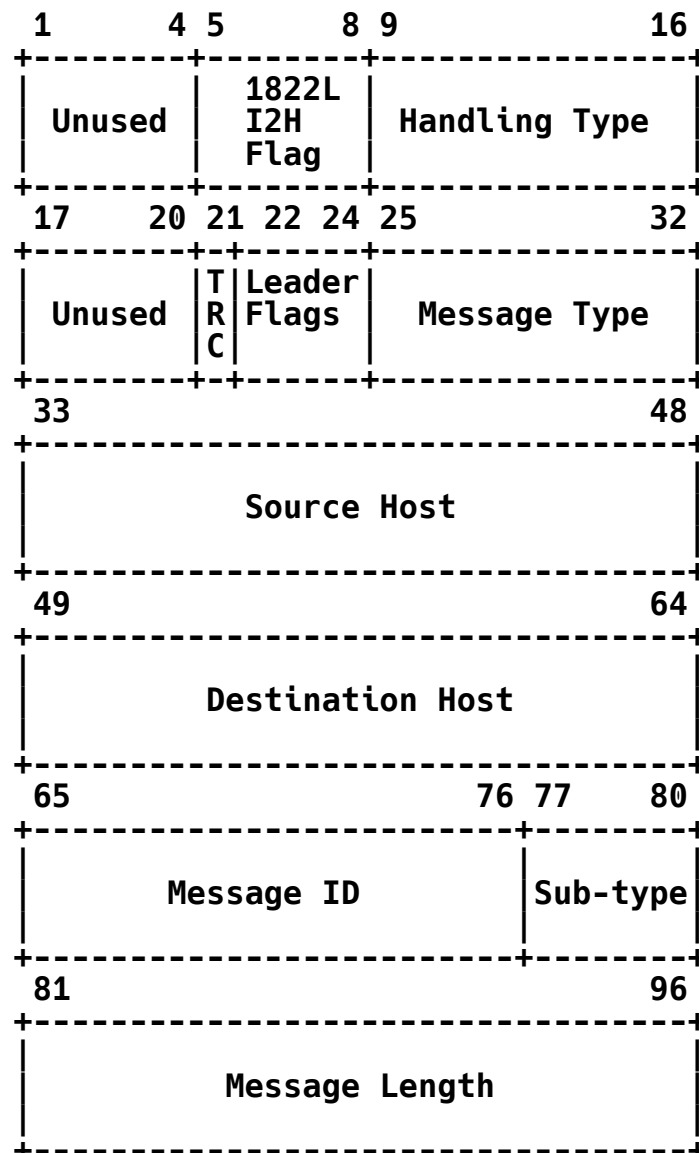 1 4 5 8 9 16
1822L
Unused I2H Handling Type
Flag
17 20 21 22 24 25 32
T Leader
Unused R Flags Message Type
C
33 48
Source Host
49 64
Destination Host
65 76 77 80
Message ID Sub-type
81 96
Message Length